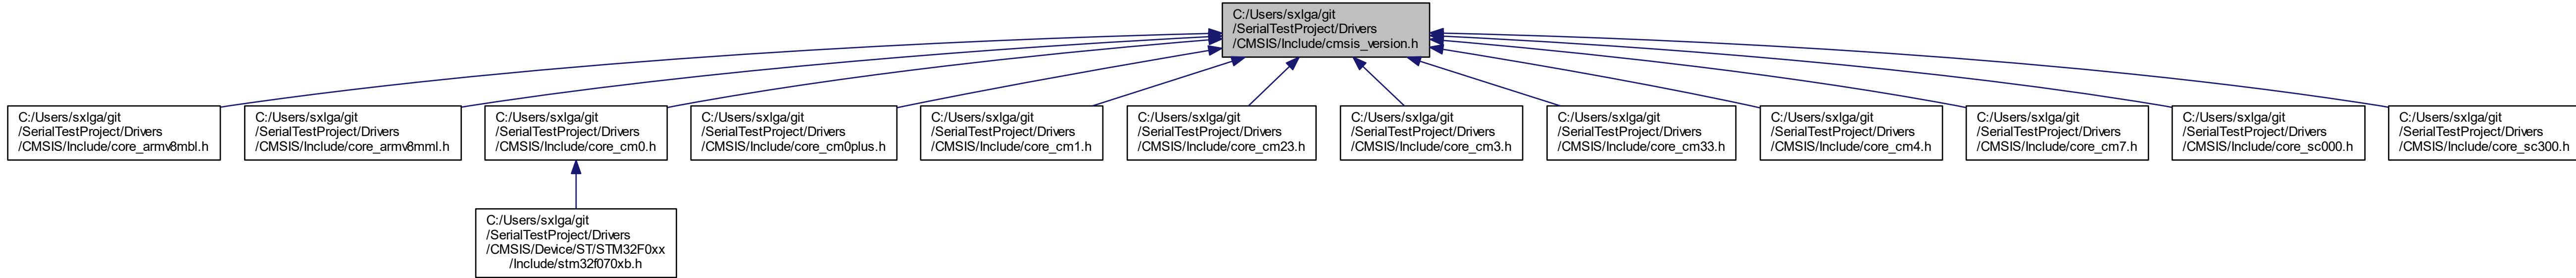 C:/Users/sxlga/git
/SerialTestProject/Drivers
/CMSIS/Include/cmsis_version.h
C:/Users/sxlga/git
/SerialTestProject/Drivers
/CMSIS/Include/core_armv8mbl.h
C:/Users/sxlga/git
/SerialTestProject/Drivers
/CMSIS/Include/core_armv8mml.h
C:/Users/sxlga/git
/SerialTestProject/Drivers
/CMSIS/Include/core_cm0.h
C:/Users/sxlga/git
/SerialTestProject/Drivers
/CMSIS/Include/core_cm0plus.h
C:/Users/sxlga/git
/SerialTestProject/Drivers
/CMSIS/Include/core_cm1.h
C:/Users/sxlga/git
/SerialTestProject/Drivers
/CMSIS/Include/core_cm23.h
C:/Users/sxlga/git
/SerialTestProject/Drivers
/CMSIS/Include/core_cm3.h
C:/Users/sxlga/git
/SerialTestProject/Drivers
/CMSIS/Include/core_cm33.h
C:/Users/sxlga/git
/SerialTestProject/Drivers
/CMSIS/Include/core_cm4.h
C:/Users/sxlga/git
/SerialTestProject/Drivers
/CMSIS/Include/core_cm7.h
C:/Users/sxlga/git
/SerialTestProject/Drivers
/CMSIS/Include/core_sc000.h
C:/Users/sxlga/git
/SerialTestProject/Drivers
/CMSIS/Include/core_sc300.h
C:/Users/sxlga/git
/SerialTestProject/Drivers
/CMSIS/Device/ST/STM32F0xx
/Include/stm32f070xb.h